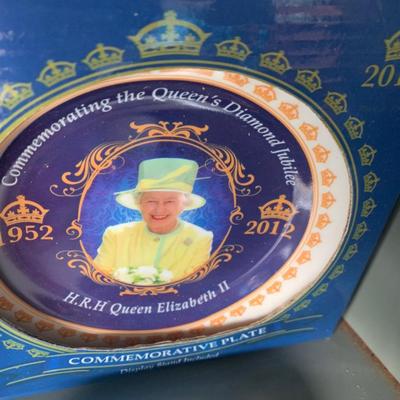 Commemorating the Queen's Diamond Jubilee
1952
2012
H.R.H Queen Elizabeth II
COMMEMORATIVE PLATE
Display Stand Included